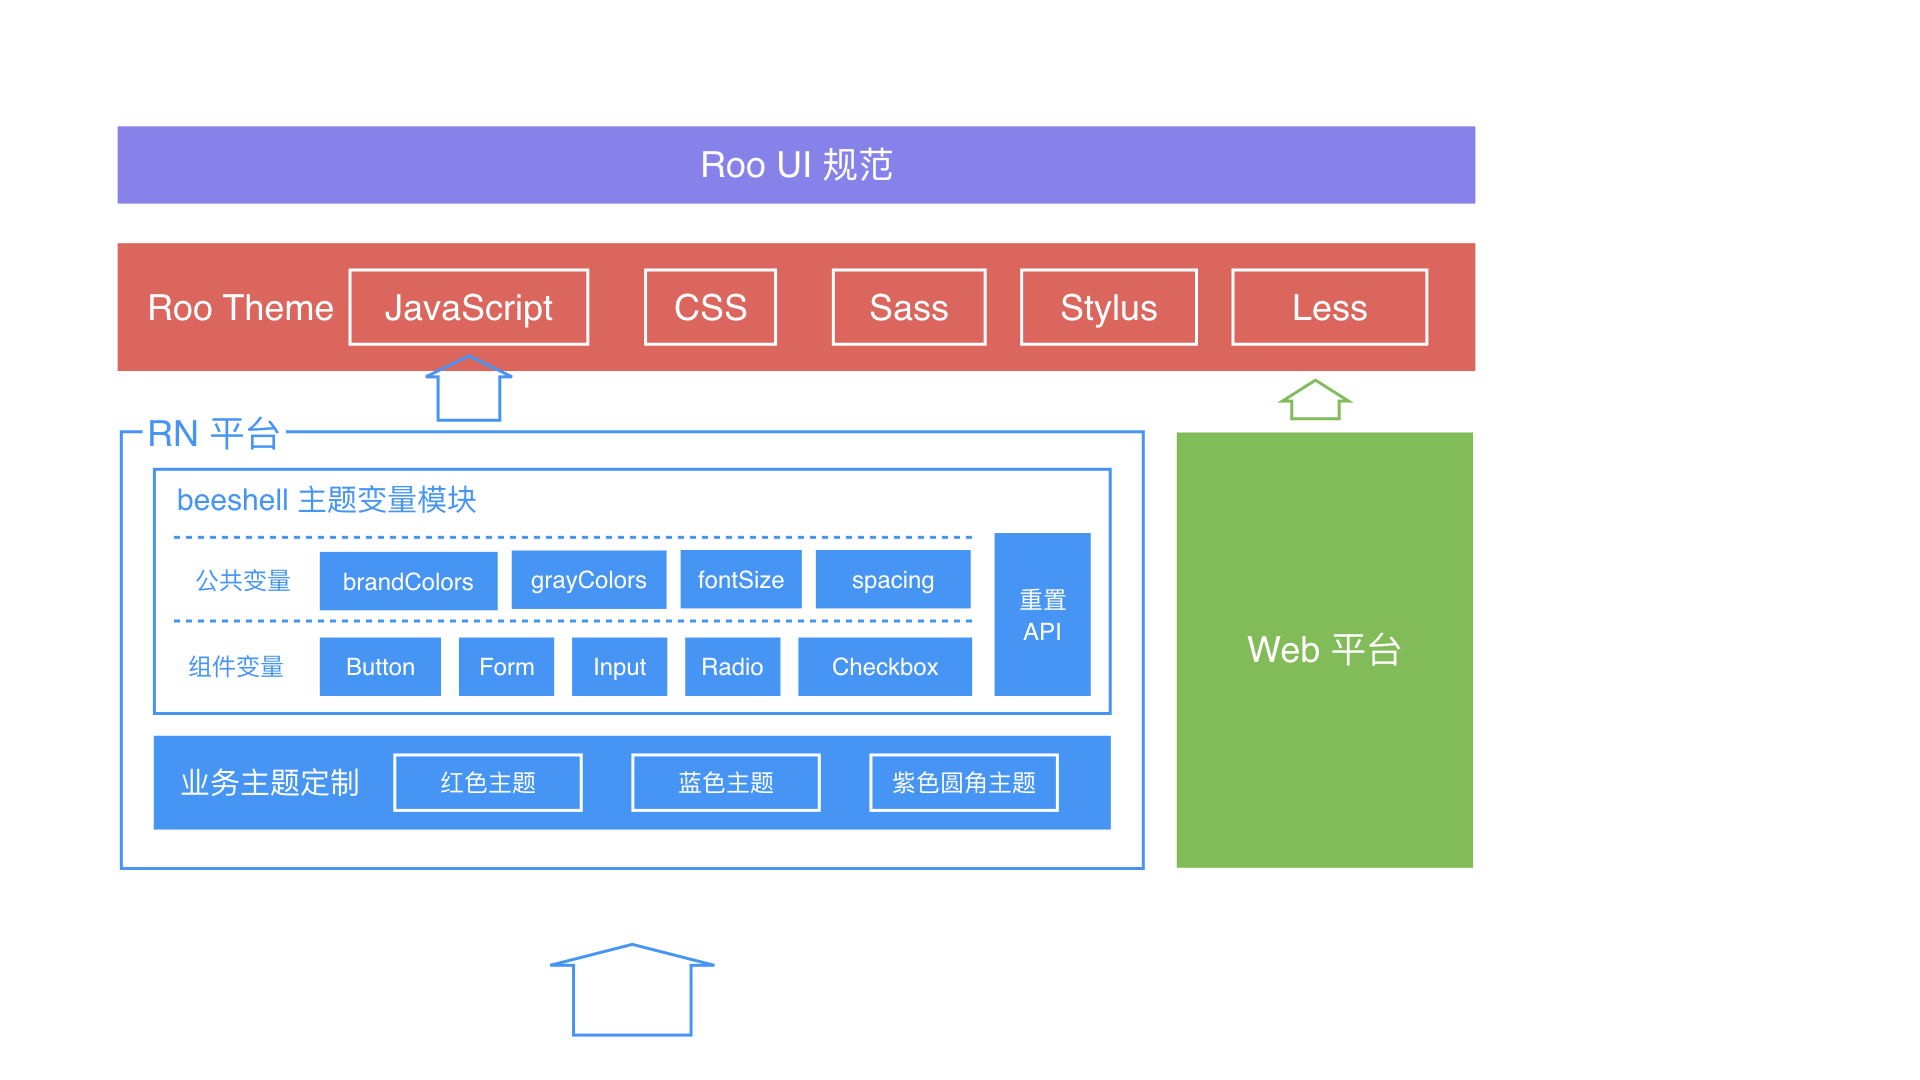 Roo UI 规范
Roo Theme
JavaScript
CSS
Sass
Stylus
Less
RN 平台
beeshell 主题变量模块
公共变量
brandColors
grayColors
fontSize
spacing
组件变量
Button
Form
Input
Radio
Checkbox
重置
API
业务主题定制
红色主题
蓝色主题
紫色圆角主题
Web 平台